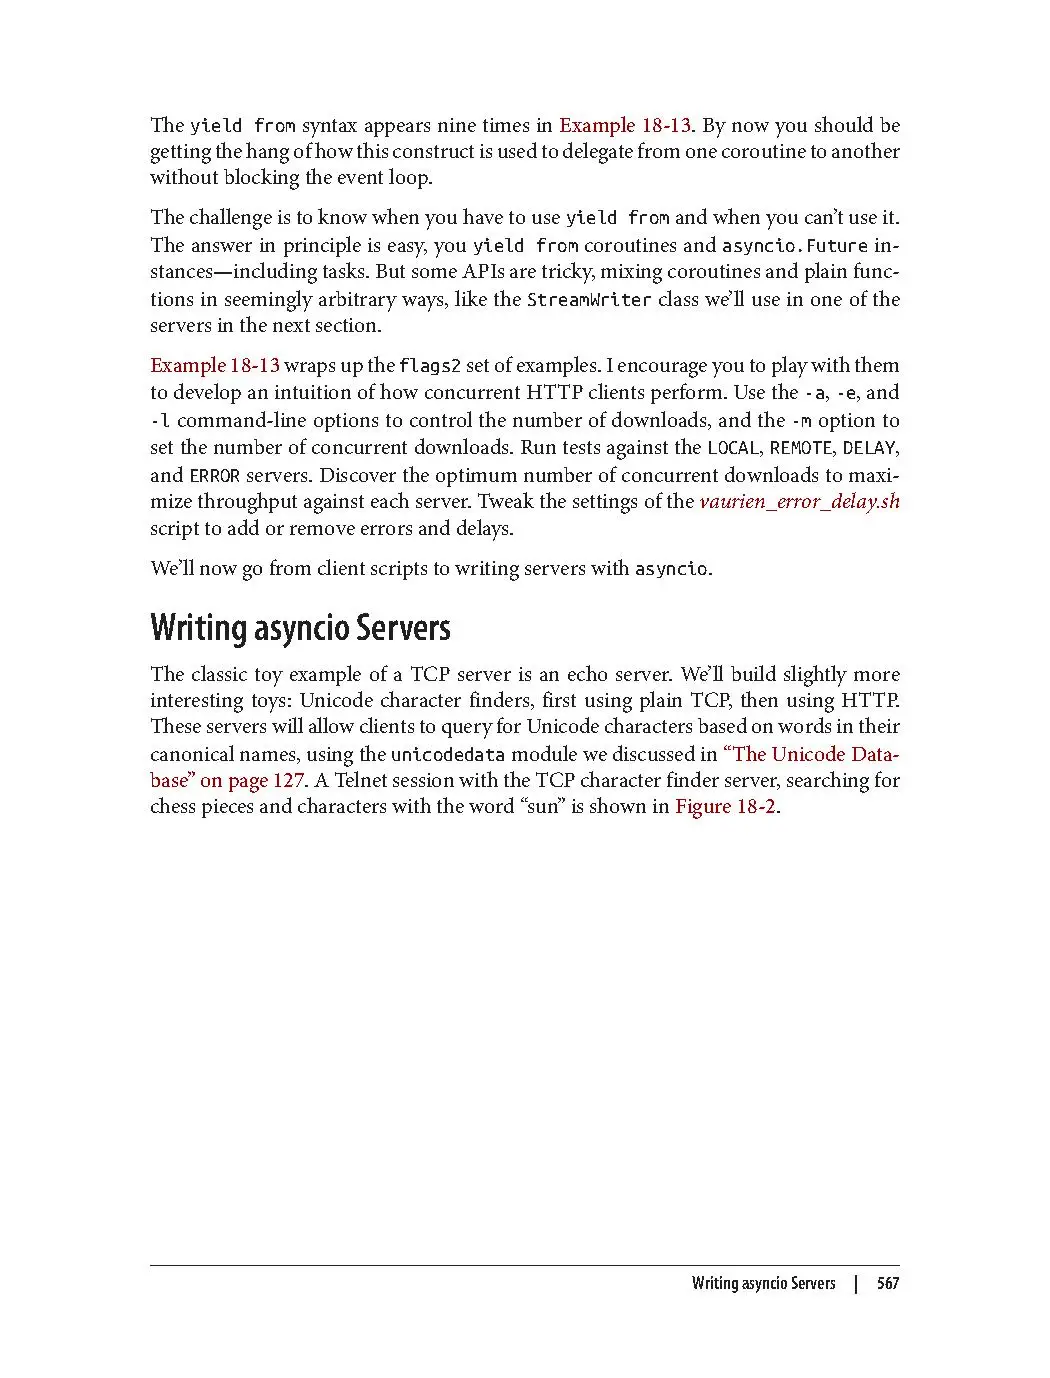 The yield from syntax appears nine times in Example 18-13. By now you should be
getting the hang of how this construct is used to delegate from one coroutine to another
without blocking the event loop.
The challenge is to know when you have to use yield from and when you can’t use it.
The answer in principle is easy, you yield from coroutines and asyncio.Future in-
stances—including tasks. But some APIs are tricky, mixing coroutines and plain func-
tions in seemingly arbitrary ways, like the StreamWriter class we’ll use in one of the
servers in the next section.
Example 18-13 wraps up the flags2 set of examples. I encourage you to play with them
to develop an intuition of how concurrent HTTP clients perform. Use the -a, -e, and
-l command-line options to control the number of downloads, and the -m option to
set the number of concurrent downloads. Run tests against the LOCAL, REMOTE, DELAY,
and ERROR servers. Discover the optimum number of concurrent downloads to maxi-
mize throughput against each server. Tweak the settings of the vaurien_error_delay.sh
script to add or remove errors and delays.
We’ll now go from client scripts to writing servers with asyncio.
Writing asyncio Servers
The classic toy example of a TCP server is an echo server. We’ll build slightly more
interesting toys: Unicode character finders, first using plain TCP, then using HTTP.
These servers will allow clients to query for Unicode characters based on words in their
canonical names, using the unicodedata module we discussed in “The Unicode Data-
base” on page 127. A Telnet session with the TCP character finder server, searching for
chess pieces and characters with the word “sun” is shown in Figure 18-2.
Writing asyncio Servers | 567